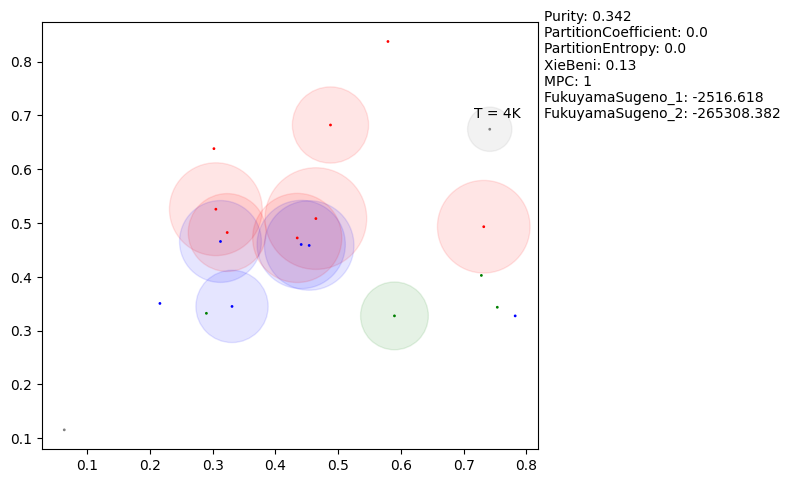 Purity: 0.342
PartitionCoefficient: 0.0
PartitionEntropy: 0.0
XieBeni: 0.13
MPC: 1
FukuyamaSugeno_1: -2516.618
FukuyamaSugeno_2: -265308.382
T = 4K
0.8
0.7
0.6
0.5
0.4
0.3
0.2
0.1
0.1 0.2 0.3 0.4 0.5 0.6 0.7 0.8